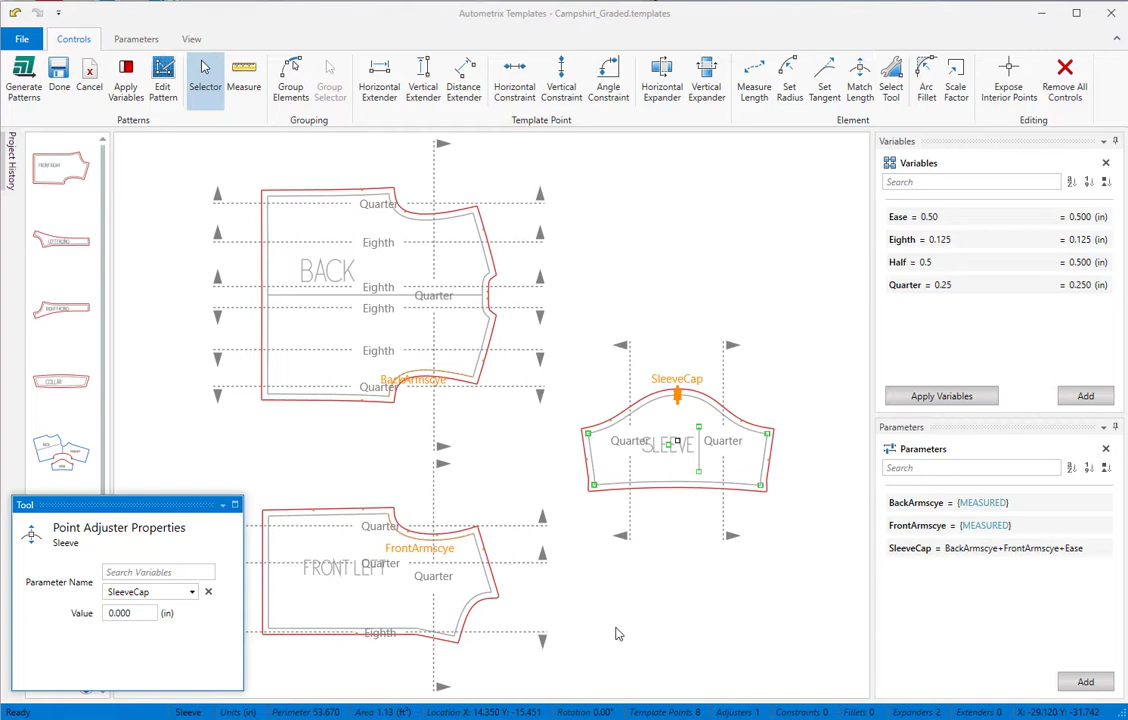 Autometrix Templates - Campshirt_Graded.templates
File Controls Parameters View
Generate Patterns
Done
Cancel
Apply Variables
Edit Pattern
Selector
Measure
Group Elements
Group Selector
Horizontal Extender
Vertical Extender
Distance Extender
Horizontal Constraint
Vertical Constraint
Angle Constraint
Horizontal Expander
Vertical Expander
Measure Length
Set Radius
Set Tangent
Match Length
Select Tool
Arc Fillet
Scale Factor
Expose Interior Points
Remove All Controls
Patterns Grouping Template Point Element Editing
Project History
FRONT RIGHT
LEFT FACING
RIGHT FACING
COLLAR
Quarter
Eighth
BACK
Eighth
Quarter
Eighth
Eighth
BackArmscye
Quarter
SleeveCap
Quarter SLEEVE Quarter
Quarter
FrontArmscye
Quarter
FRONT LEFT
Quarter
Eighth
Tool
Point Adjuster Properties
Sleeve
Search Variables
Parameter Name
SleeveCap
Value 0.000 (in)
Variables
Variables
Search
Ease = 0.50 = 0.500 (in)
Eighth = 0.125 = 0.125 (in)
Half = 0.5 = 0.500 (in)
Quarter = 0.25 = 0.250 (in)
Apply Variables Add
Parameters
Parameters
Search
BackArmscye = {MEASURED}
FrontArmscye = {MEASURED}
SleeveCap = BackArmscye+FrontArmscye+Ease
Add
Ready Sleeve Units (in) Perimeter 53.670 Area 1.13 (ft²) Location X: 14.350 Y: -15.451 Rotation 0.00° Template Points 8 Adjusters 1 Constraints 0 Fillets 0 Expanders 2 Extenders 0 X: -29.120 Y: -31.742